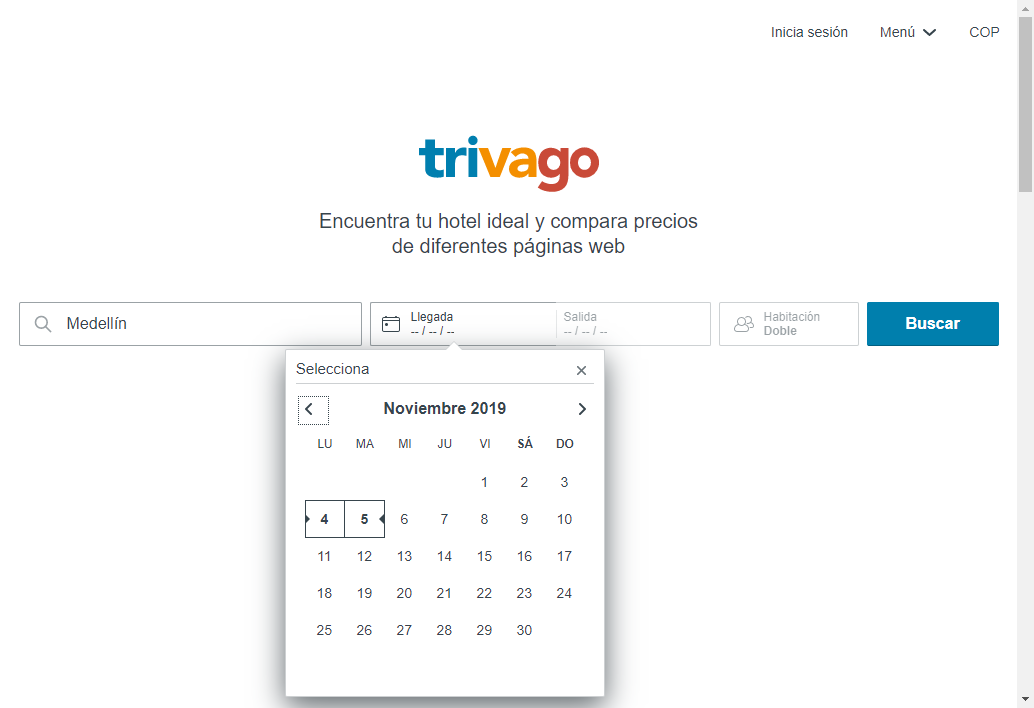 Inicia sesión Menú COP
trivago
Encuentra tu hotel ideal y compara precios
de diferentes páginas web
Medellín
Llegada
-- / -- / --
Salida
-- / -- / --
Habitación
Doble
Buscar
Selecciona
Noviembre 2019
LU MA MI JU VI SÁ DO
1 2 3
4 5 6 7 8 9 10
11 12 13 14 15 16 17
18 19 20 21 22 23 24
25 26 27 28 29 30